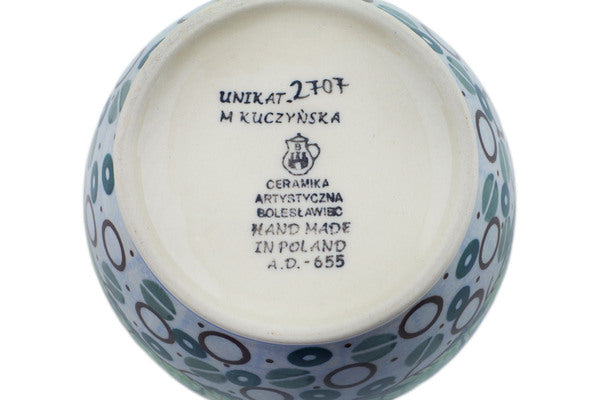 UNIKAT-2707
M KUCZYŃSKA
B
CERAMIKA
ARTYSTYCZNA
BOLESŁAWIEC
HAND MADE
IN POLAND
A.D.-655